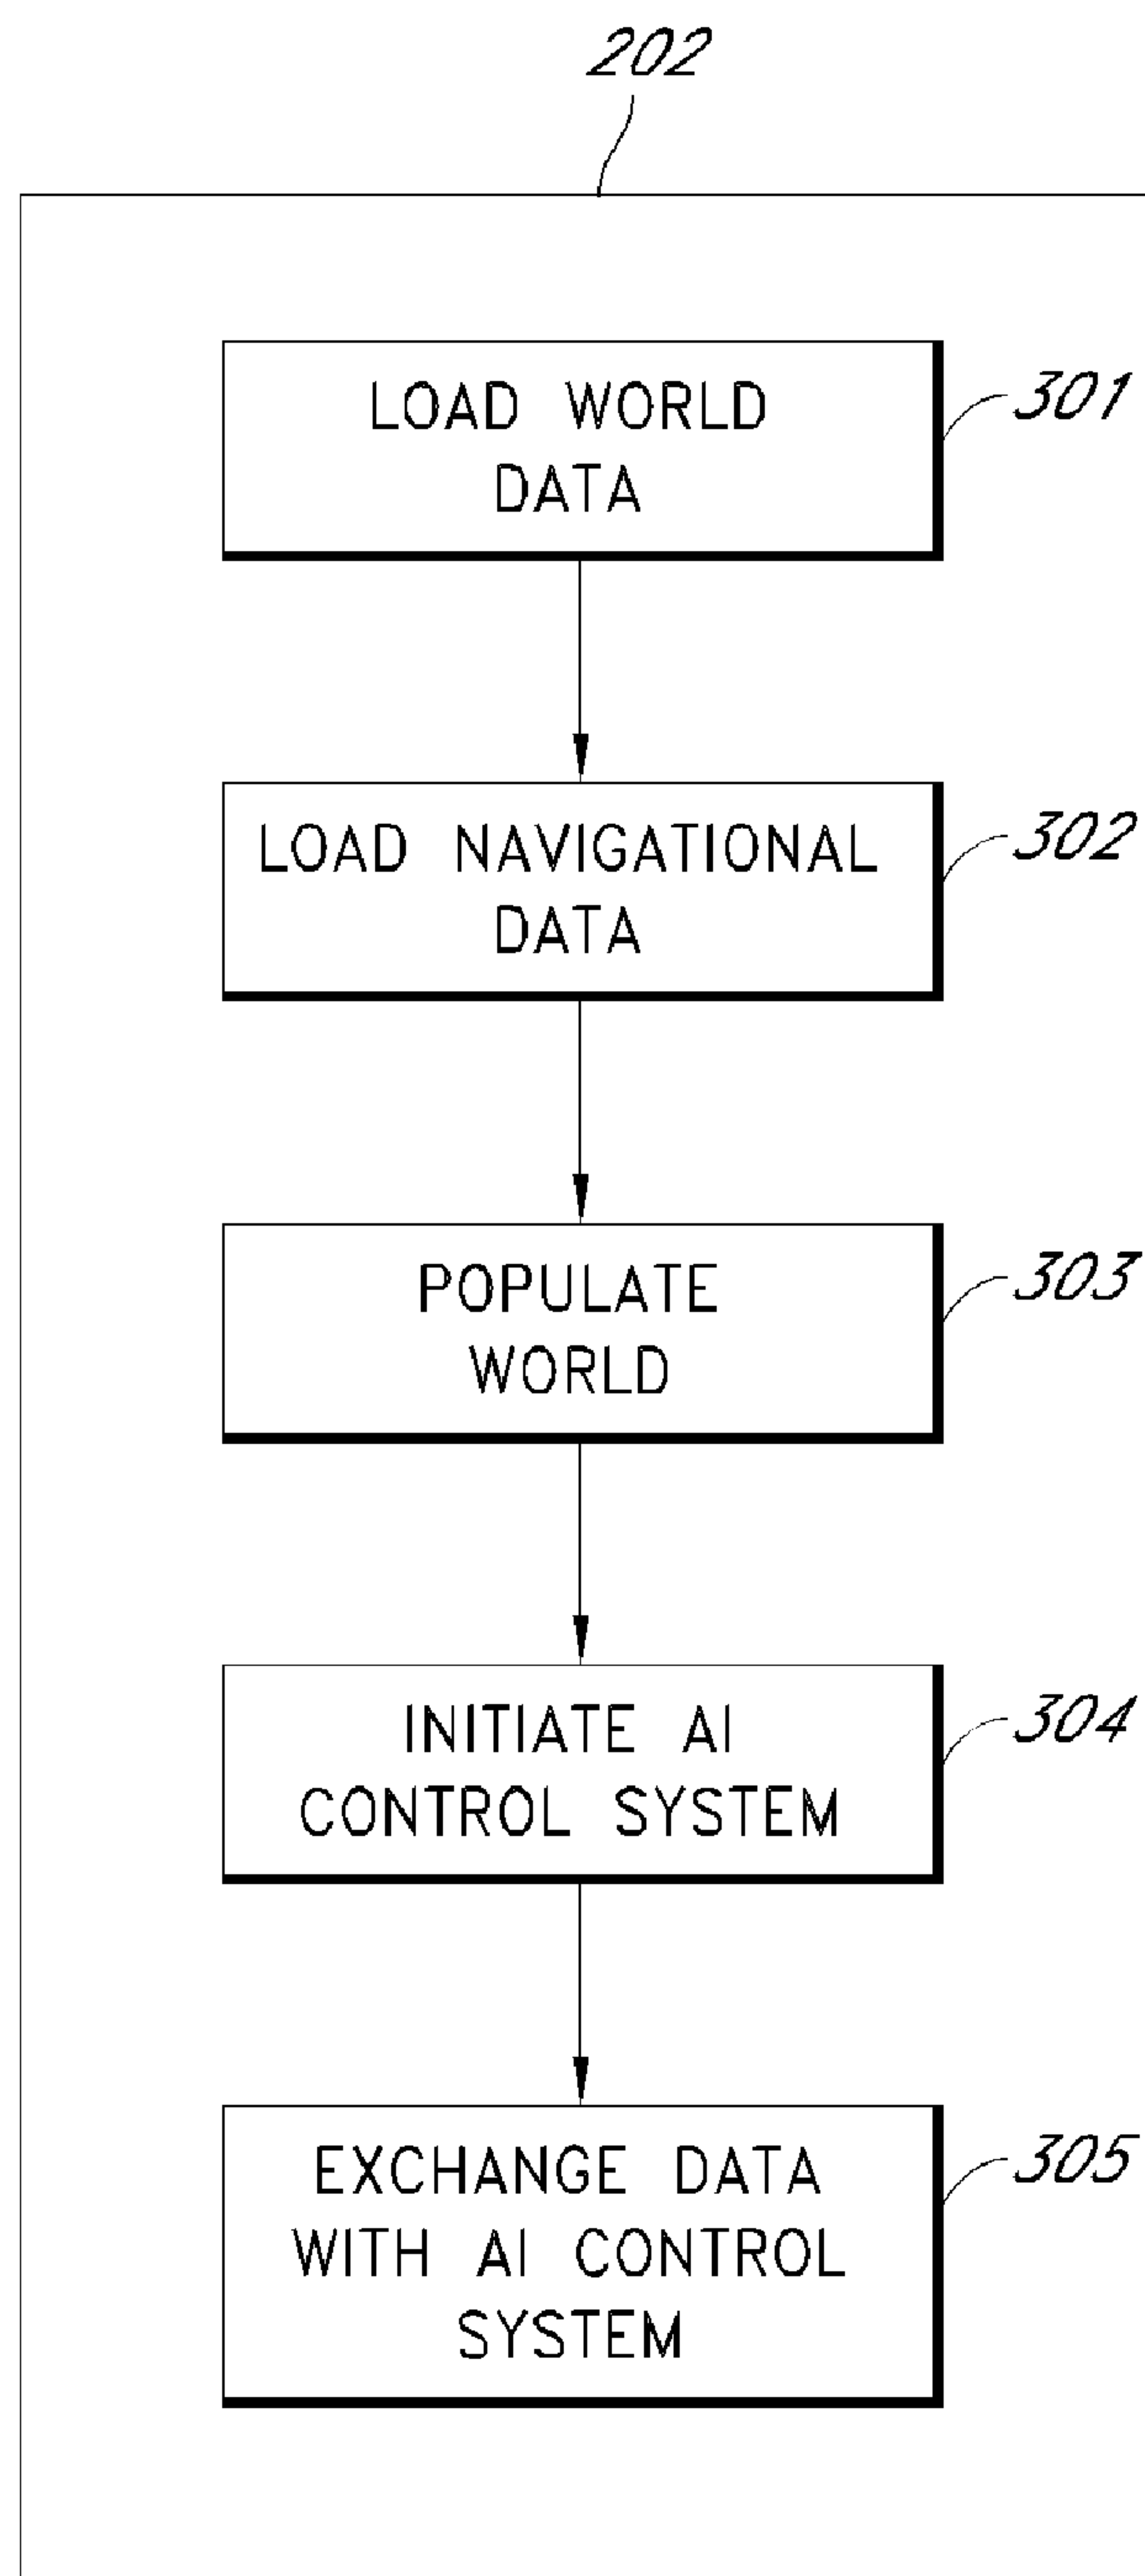 202
LOAD WORLD
DATA
301
LOAD NAVIGATIONAL
DATA
302
POPULATE
WORLD
303
INITIATE AI
CONTROL SYSTEM
304
EXCHANGE DATA
WITH AI CONTROL
SYSTEM
305